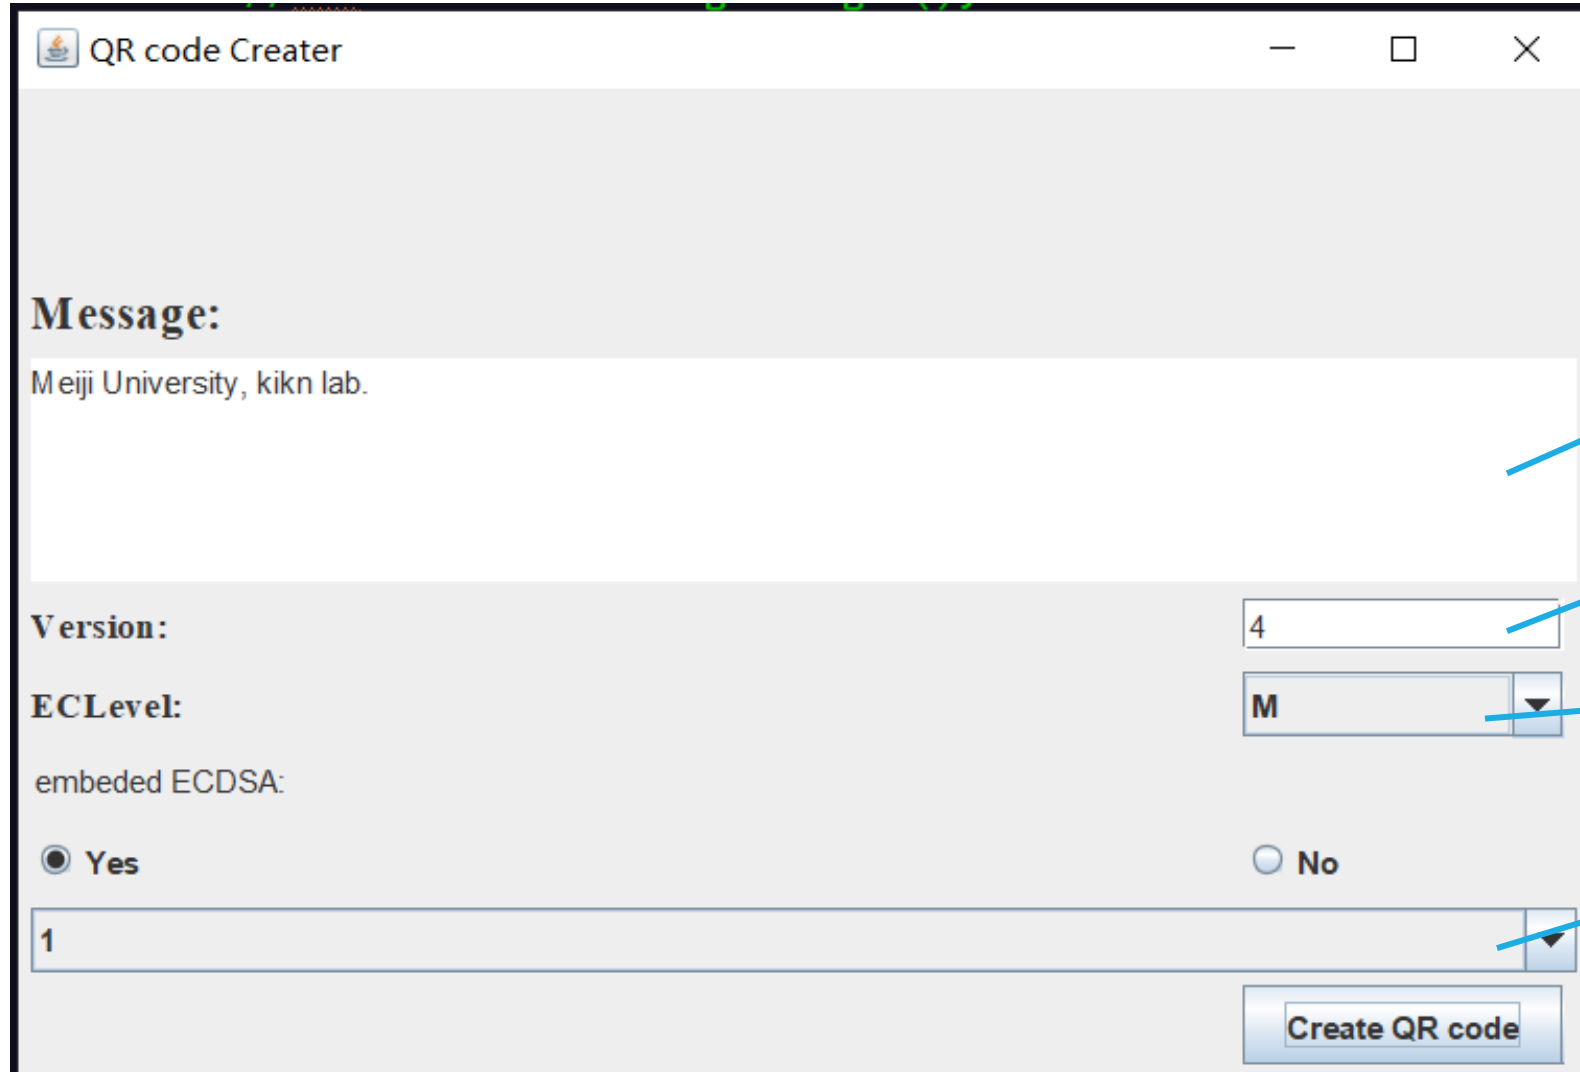 QR code Creater
Message:
Meiji University, kikn lab.
Version:
4
ECLevel:
M
embeded ECDSA:
Yes
No
1
Create QR code